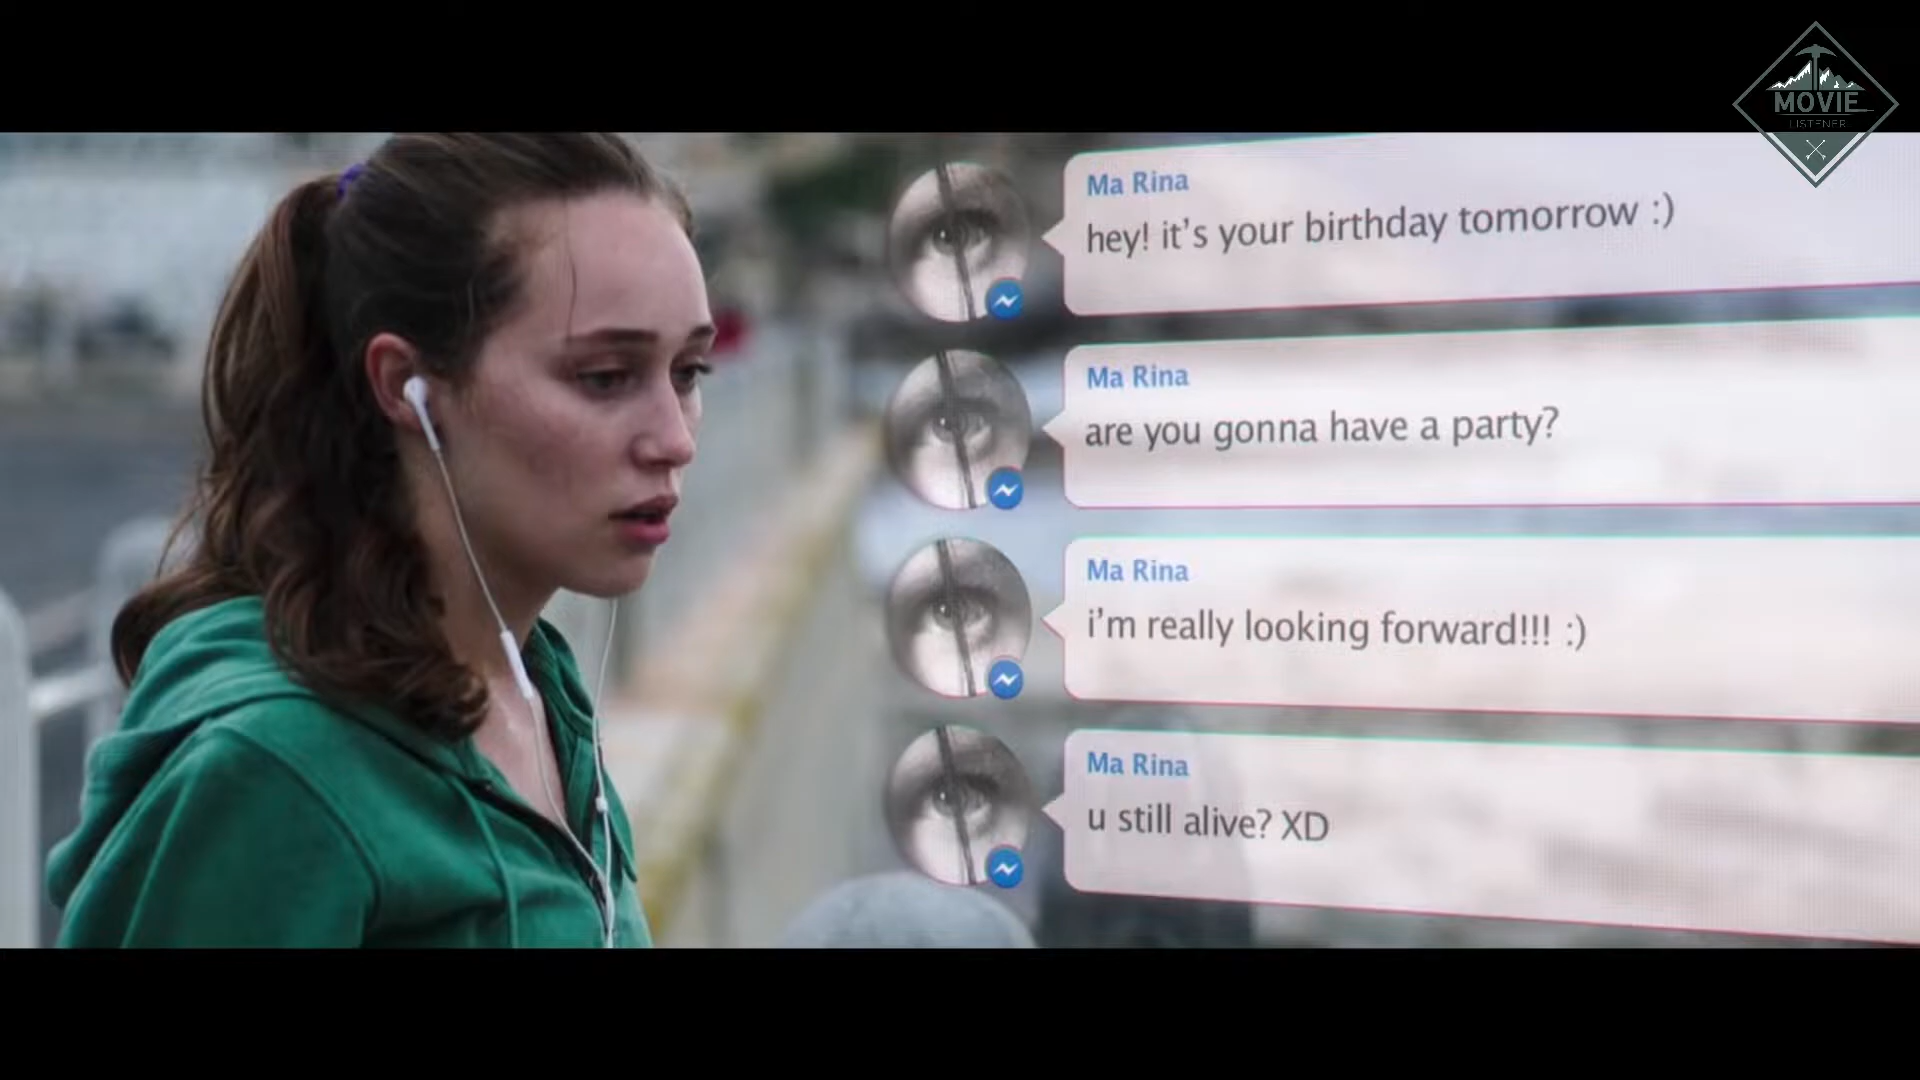 MOVIE
LISTENER
Ma Rina
hey! it's your birthday tomorrow :)
Ma Rina
are you gonna have a party?
Ma Rina
i'm really looking forward!!! :)
Ma Rina
u still alive? XD